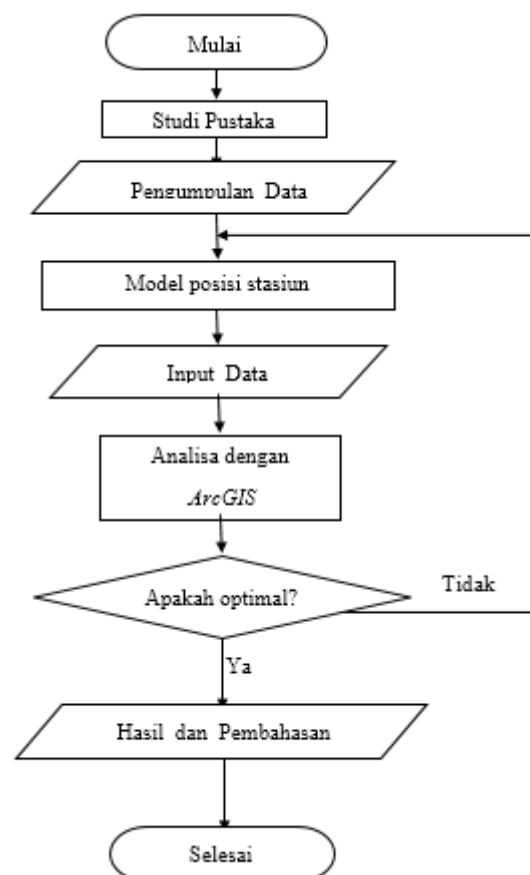 Mulai
Studi Pustaka
Pengumpulan Data
Model posisi stasiun
Input Data
Analisa dengan
ArcGIS
Apakah optimal?
Tidak
Ya
Hasil dan Pembahasan
Selesai